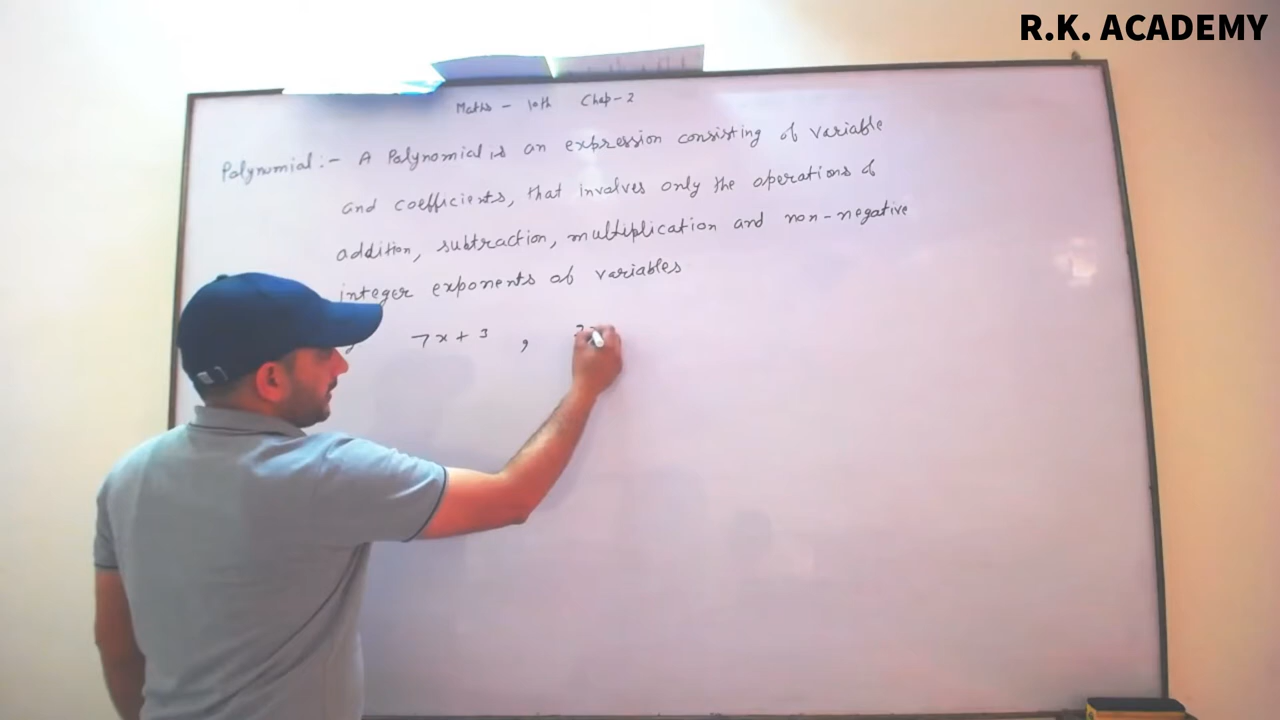 R.K. ACADEMY
Maths - 10th Chap-2
Polynomial:- A Polynomial is an expression consisting of variable
and coefficients, that involves only the operations of
addition, subtraction, multiplication and non-negative
integer exponents of variables
7x+3 ,